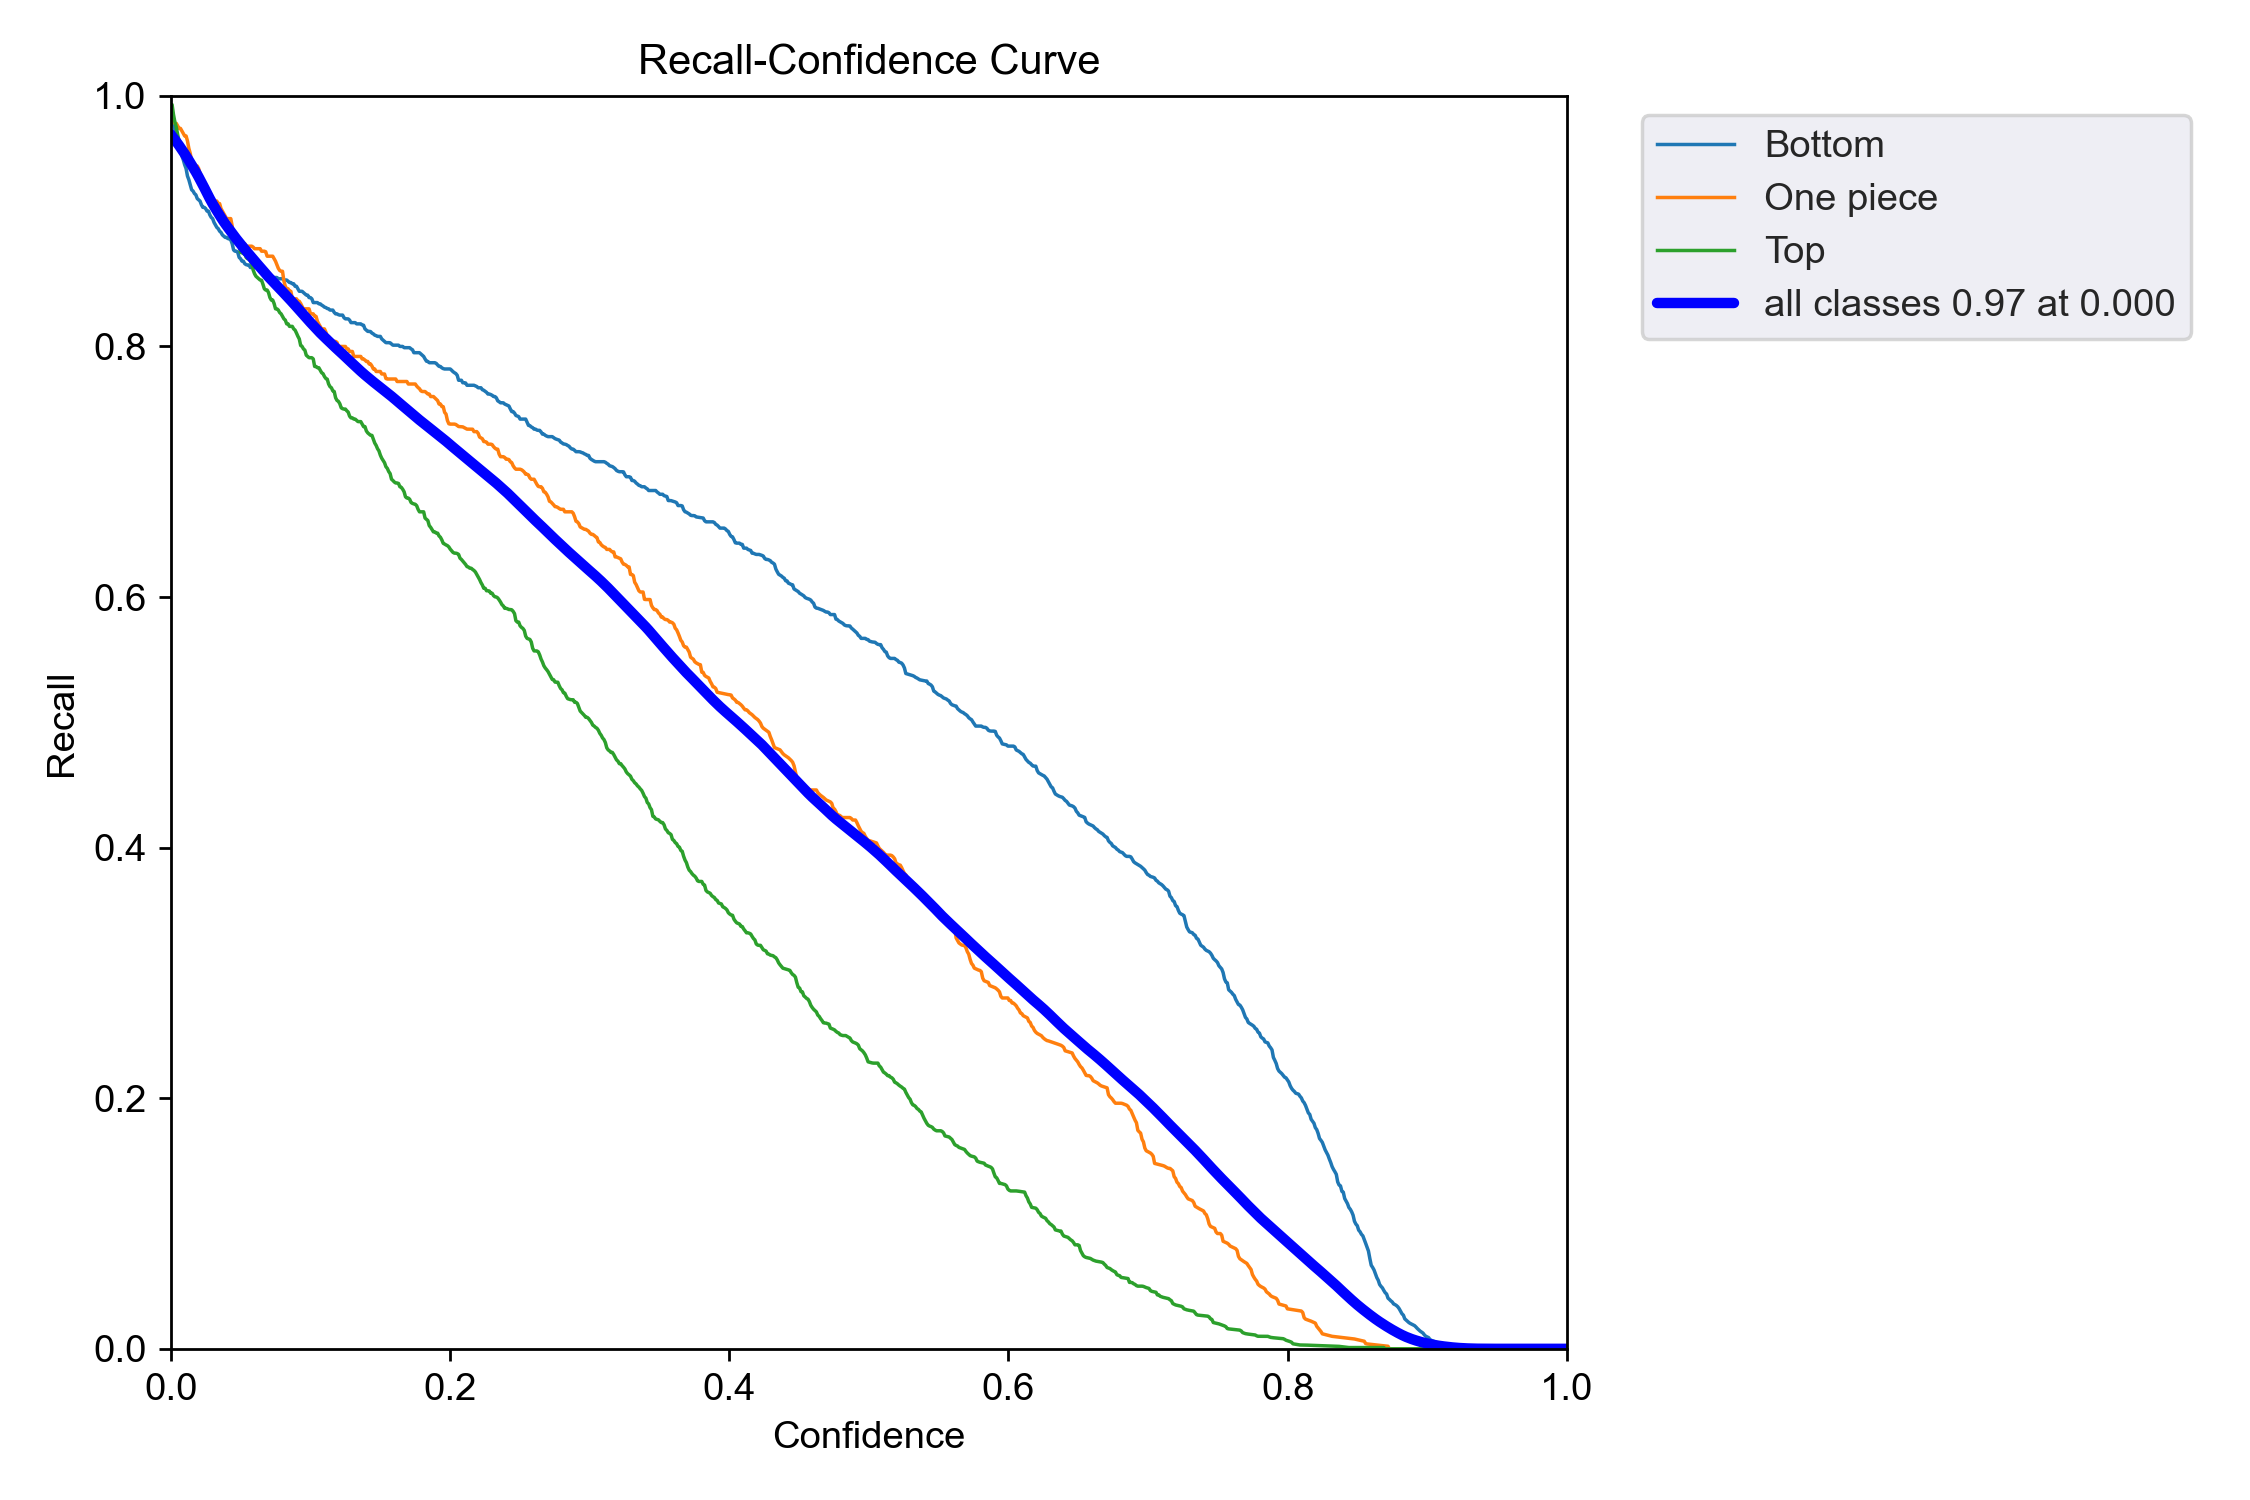 Recall-Confidence Curve
1.0
0.8
0.6
0.4
0.2
0.0
Recall
0.0 0.2 0.4 0.6 0.8 1.0
Confidence
Bottom
One piece
Top
all classes 0.97 at 0.000